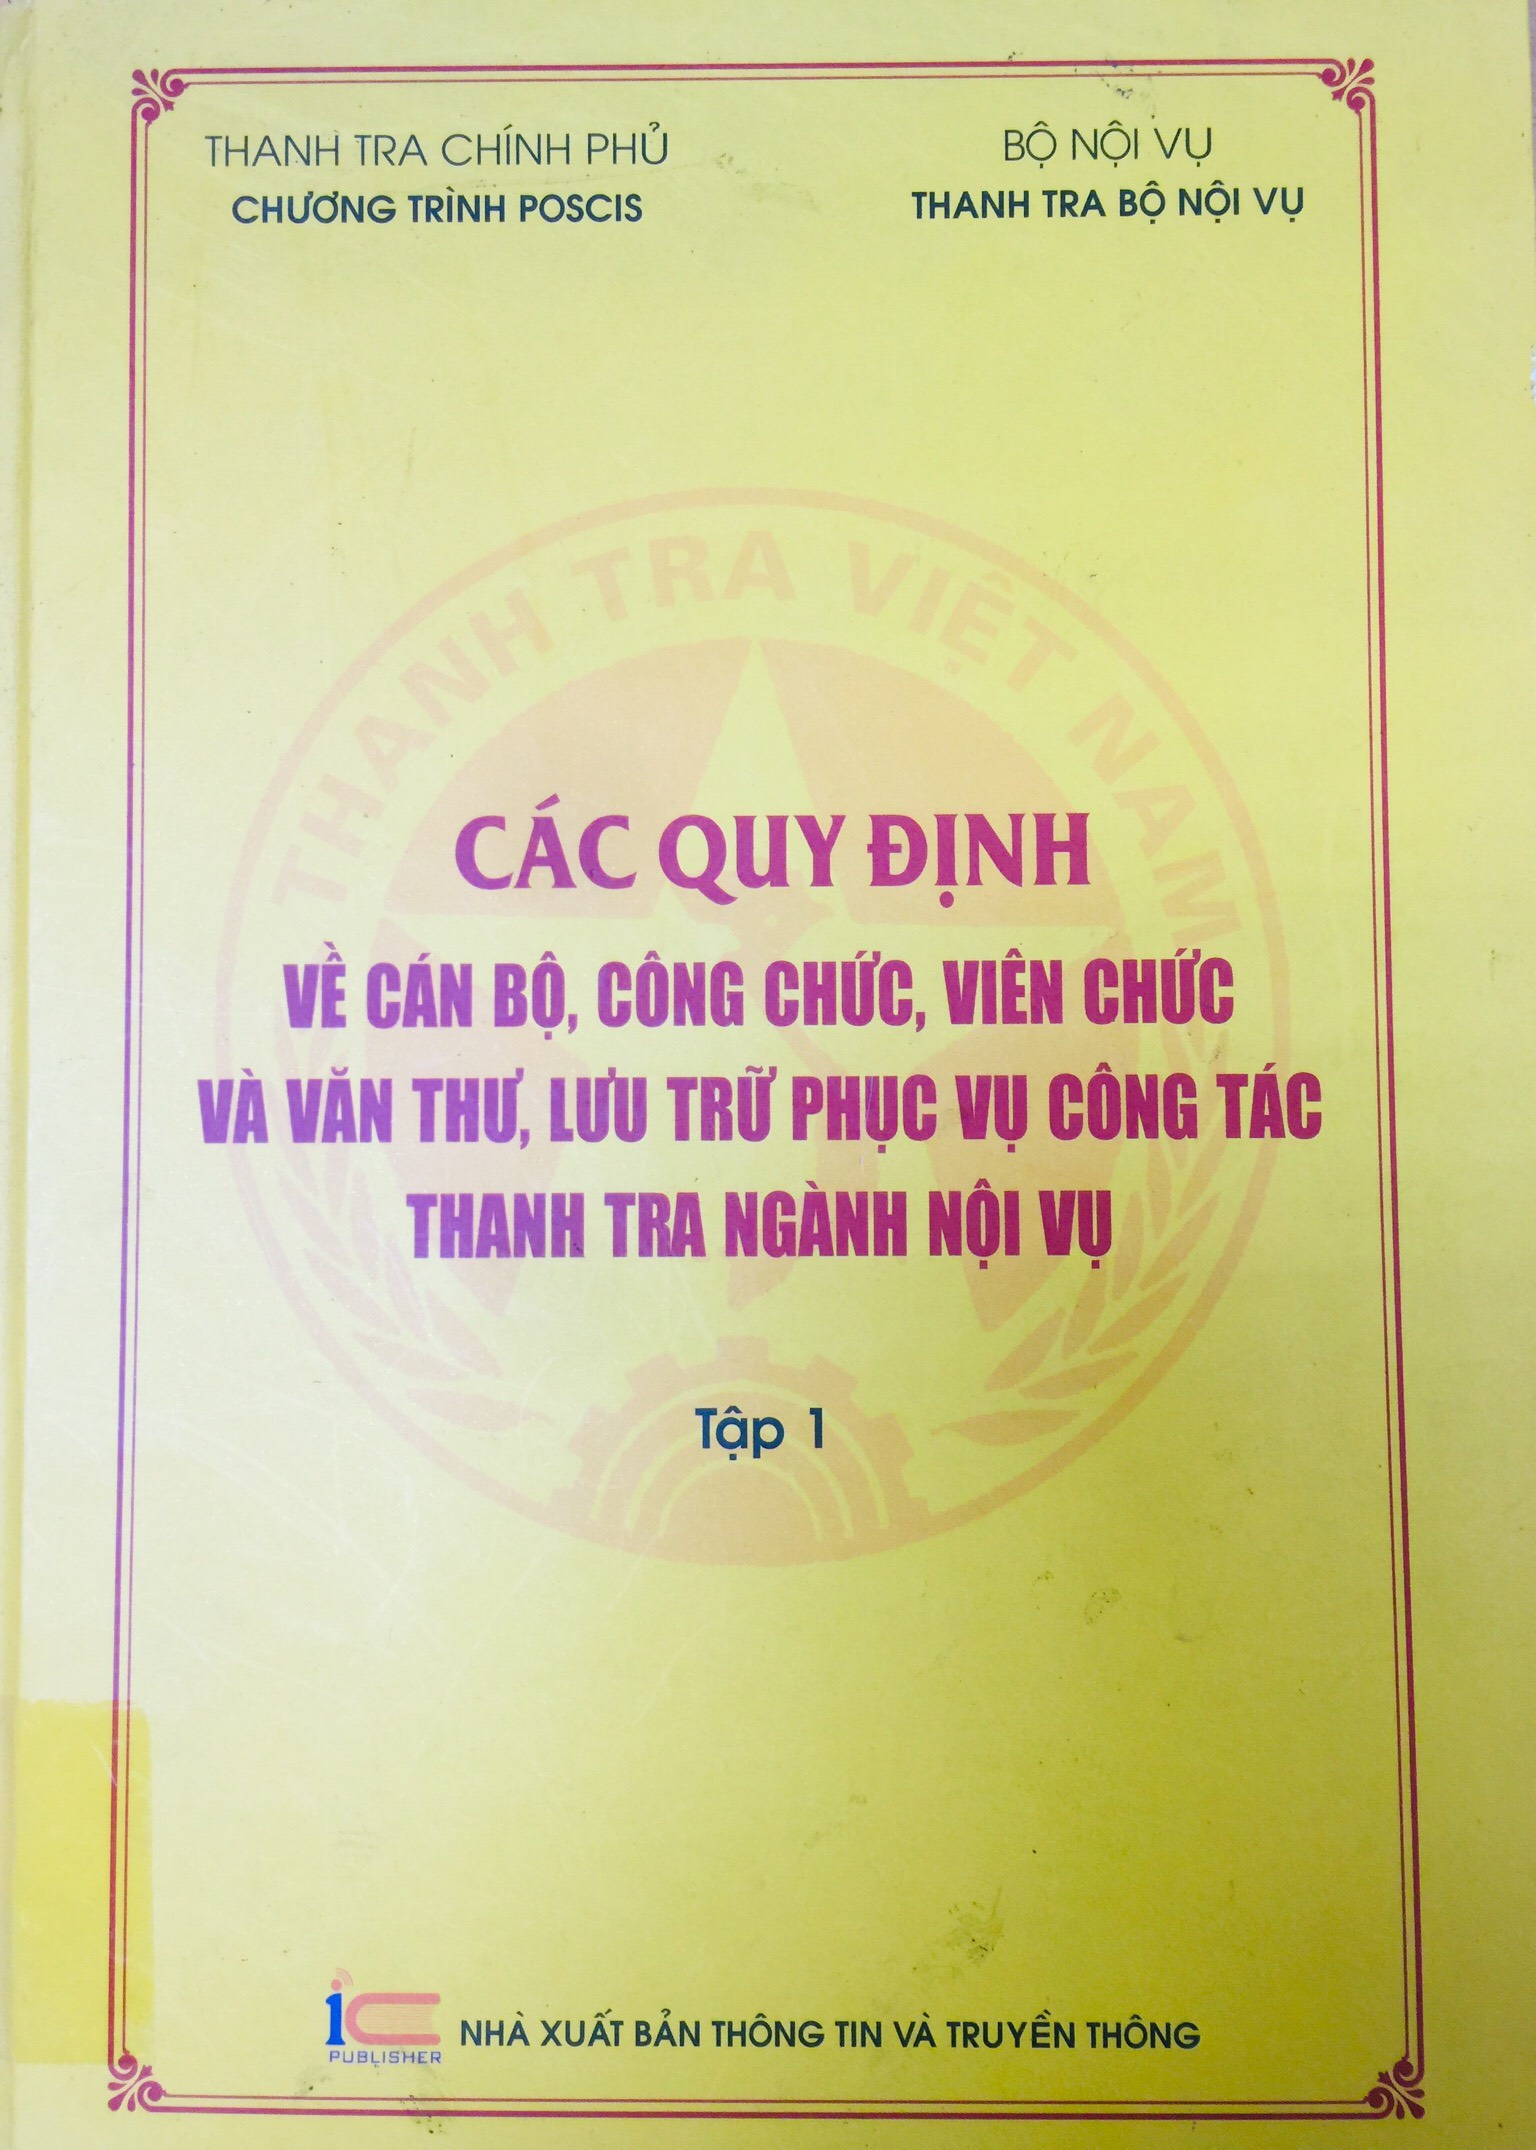 THANH TRA CHÍNH PHỦ
CHƯƠNG TRÌNH POSCIS
BỘ NỘI VỤ
THANH TRA BỘ NỘI VỤ
THANH TRA VIỆT NAM
CÁC QUY ĐỊNH
VỀ CÁN BỘ, CÔNG CHỨC, VIÊN CHỨC
VÀ VĂN THƯ, LƯU TRỮ PHỤC VỤ CÔNG TÁC
THANH TRA NGÀNH NỘI VỤ
Tập 1
iC
PUBLISHER
NHÀ XUẤT BẢN THÔNG TIN VÀ TRUYỀN THÔNG